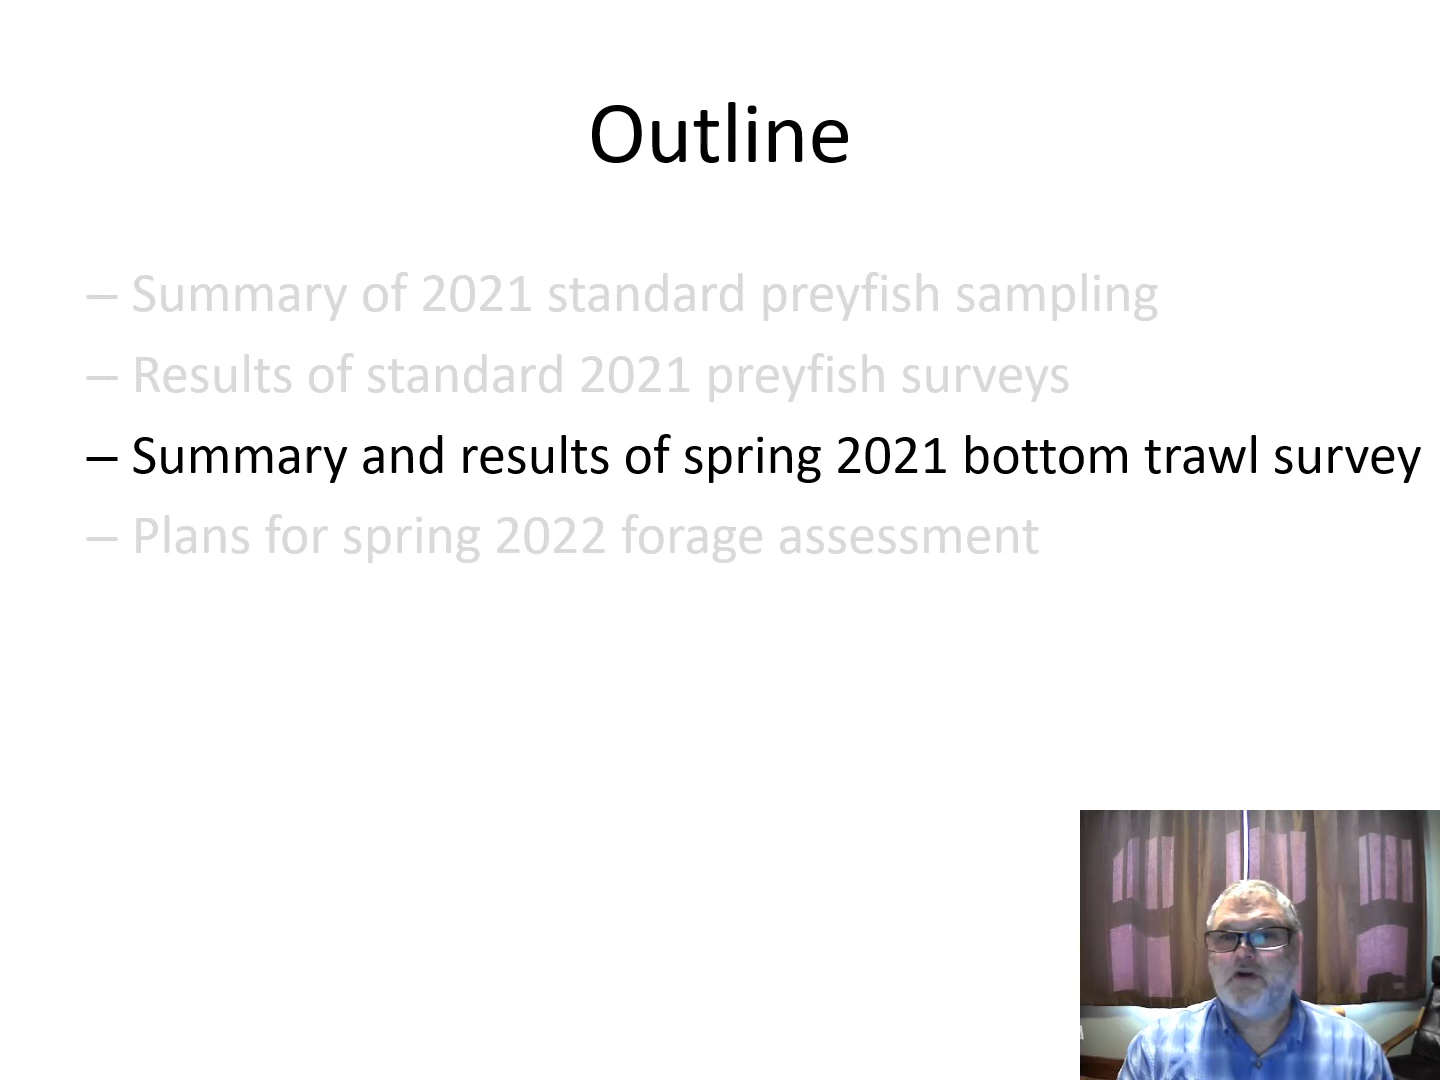 Outline
– Summary of 2021 standard preyfish sampling
– Results of standard 2021 preyfish surveys
– Summary and results of spring 2021 bottom trawl survey
– Plans for spring 2022 forage assessment